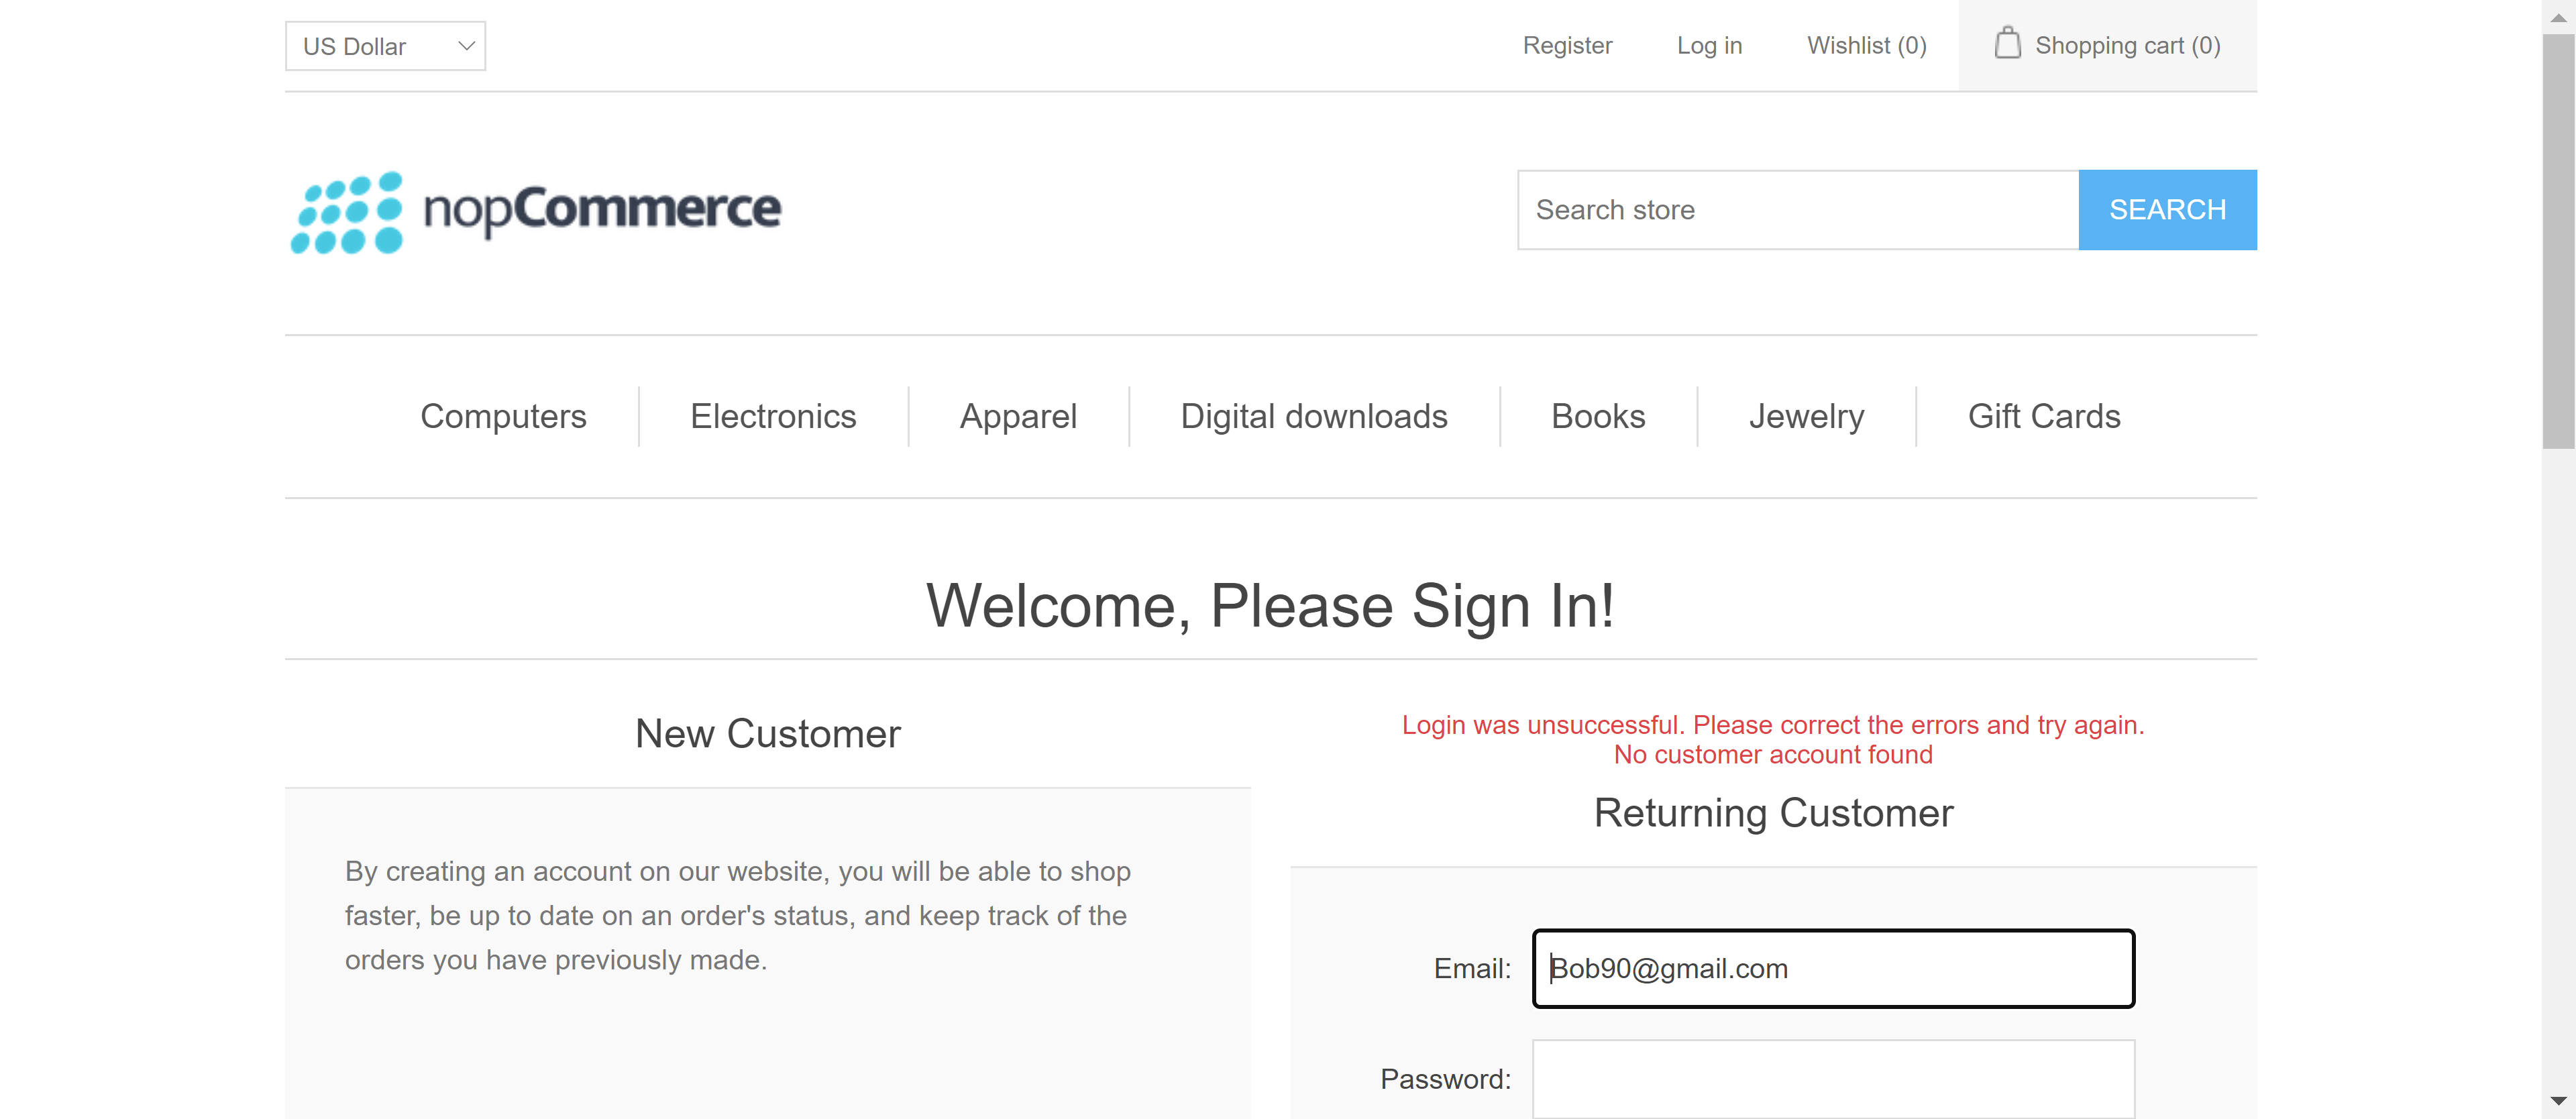 US Dollar
Register
Log in
Wishlist (0)
Shopping cart (0)
nopCommerce
Search store
SEARCH
Computers
Electronics
Apparel
Digital downloads
Books
Jewelry
Gift Cards
Welcome, Please Sign In!
New Customer
By creating an account on our website, you will be able to shop
faster, be up to date on an order's status, and keep track of the
orders you have previously made.
Login was unsuccessful. Please correct the errors and try again.
No customer account found
Returning Customer
Email:
Bob90@gmail.com
Password: